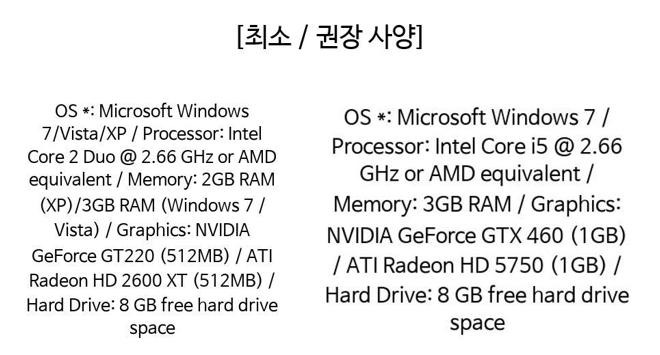 [최소 / 권장 사양]
OS *: Microsoft Windows
7/Vista/XP / Processor: Intel
Core 2 Duo @ 2.66 GHz or AMD
equivalent / Memory: 2GB RAM
(XP)/3GB RAM (Windows 7 /
Vista) / Graphics: NVIDIA
GeForce GT220 (512MB) / ATI
Radeon HD 2600 XT (512MB) /
Hard Drive: 8 GB free hard drive
space
OS *: Microsoft Windows 7 /
Processor: Intel Core i5 @ 2.66
GHz or AMD equivalent /
Memory: 3GB RAM / Graphics:
NVIDIA GeForce GTX 460 (1GB)
/ ATI Radeon HD 5750 (1GB) /
Hard Drive: 8 GB free hard drive
space